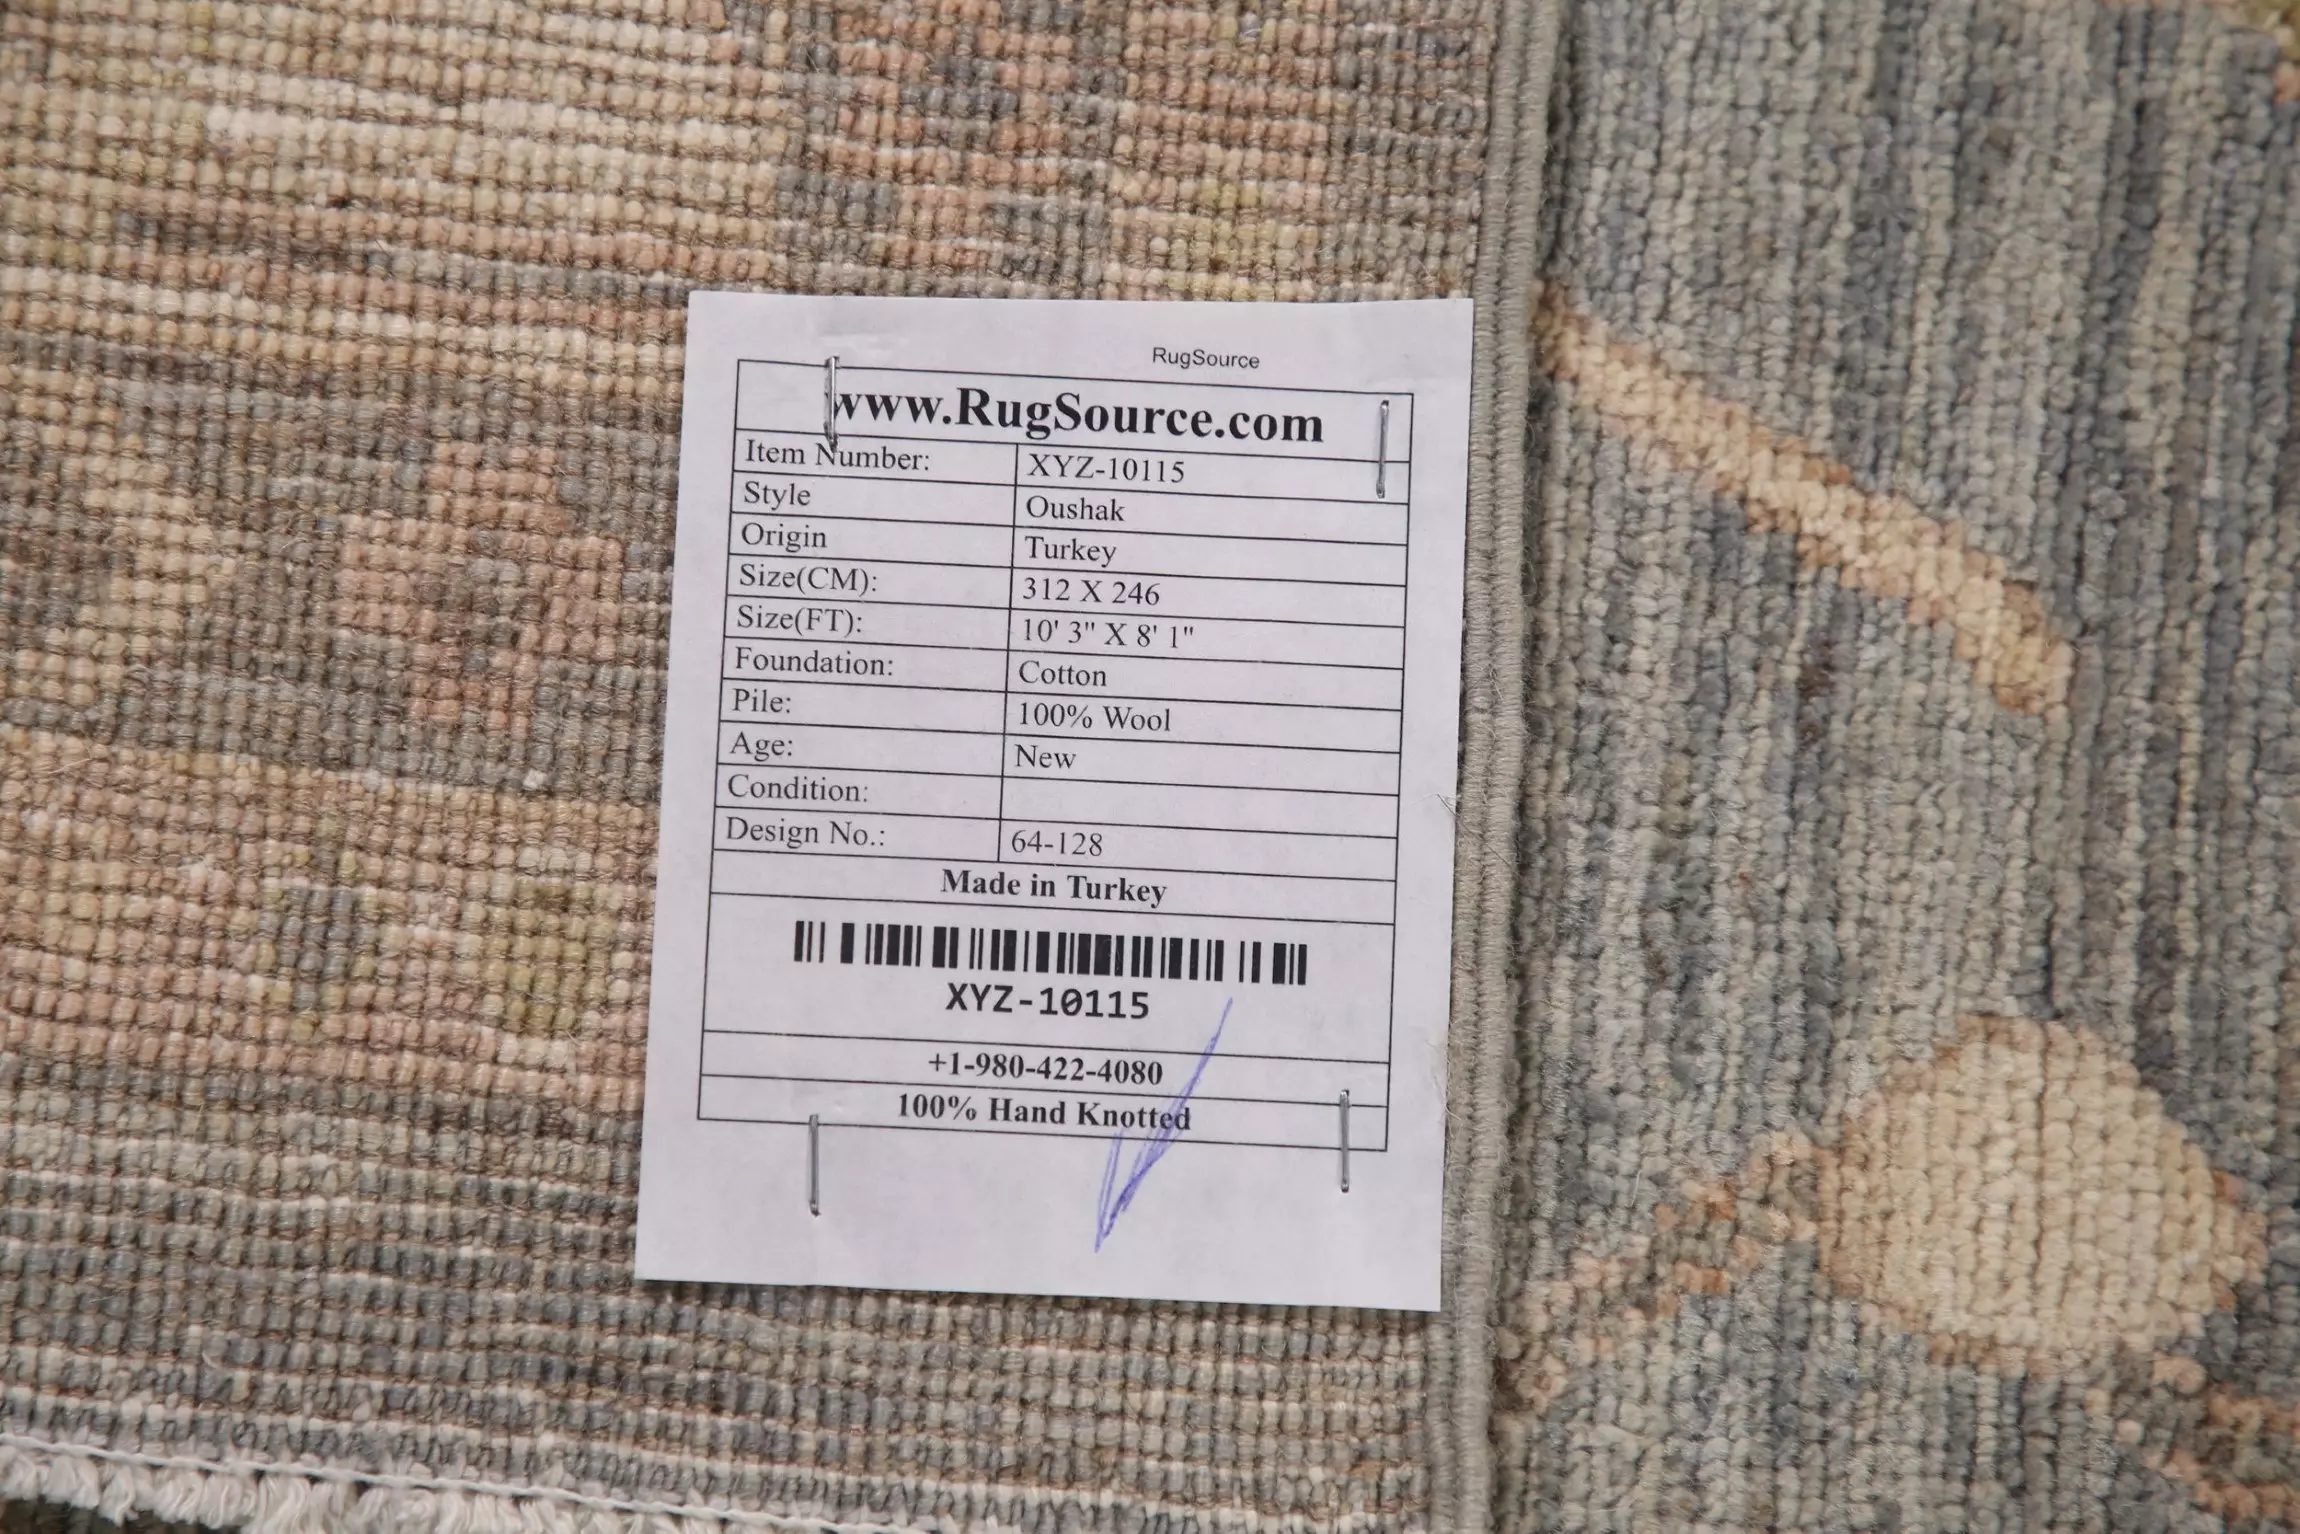 RugSource
www.RugSource.com
Item Number: XYZ-10115
Style Oushak
Origin Turkey
Size(CM): 312 X 246
Size(FT): 10' 3" X 8' 1"
Foundation: Cotton
Pile: 100% Wool
Age: New
Condition:
Design No.: 64-128
Made in Turkey
XYZ-10115
+1-980-422-4080
100% Hand Knotted